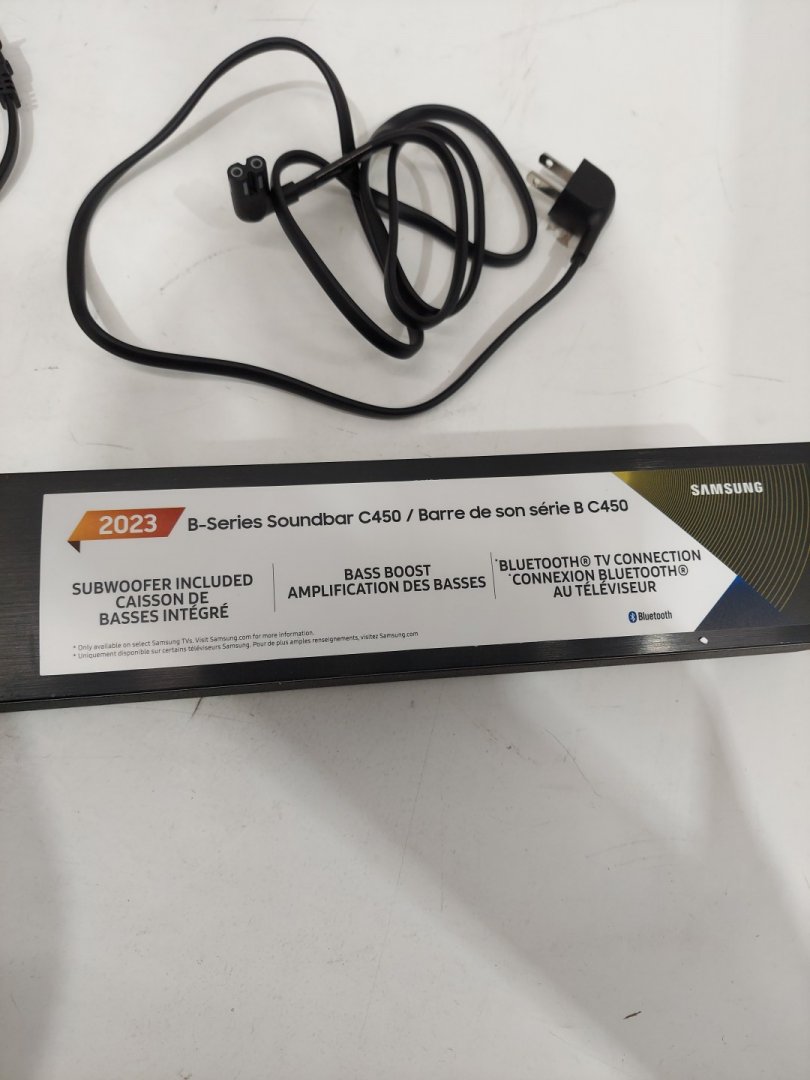 SAMSUNG
2023
B-Series Soundbar C450 / Barre de son série B C450
SUBWOOFER INCLUDED
CAISSON DE
BASSES INTÉGRÉ
BASS BOOST
AMPLIFICATION DES BASSES
*BLUETOOTH® TV CONNECTION
*CONNEXION BLUETOOTH®
AU TÉLÉVISEUR
Bluetooth
* Only available on select Samsung TVs. Visit Samsung.com for more information.
* Uniquement disponible sur certains téléviseurs Samsung. Pour de plus amples renseignements, visitez Samsung.com